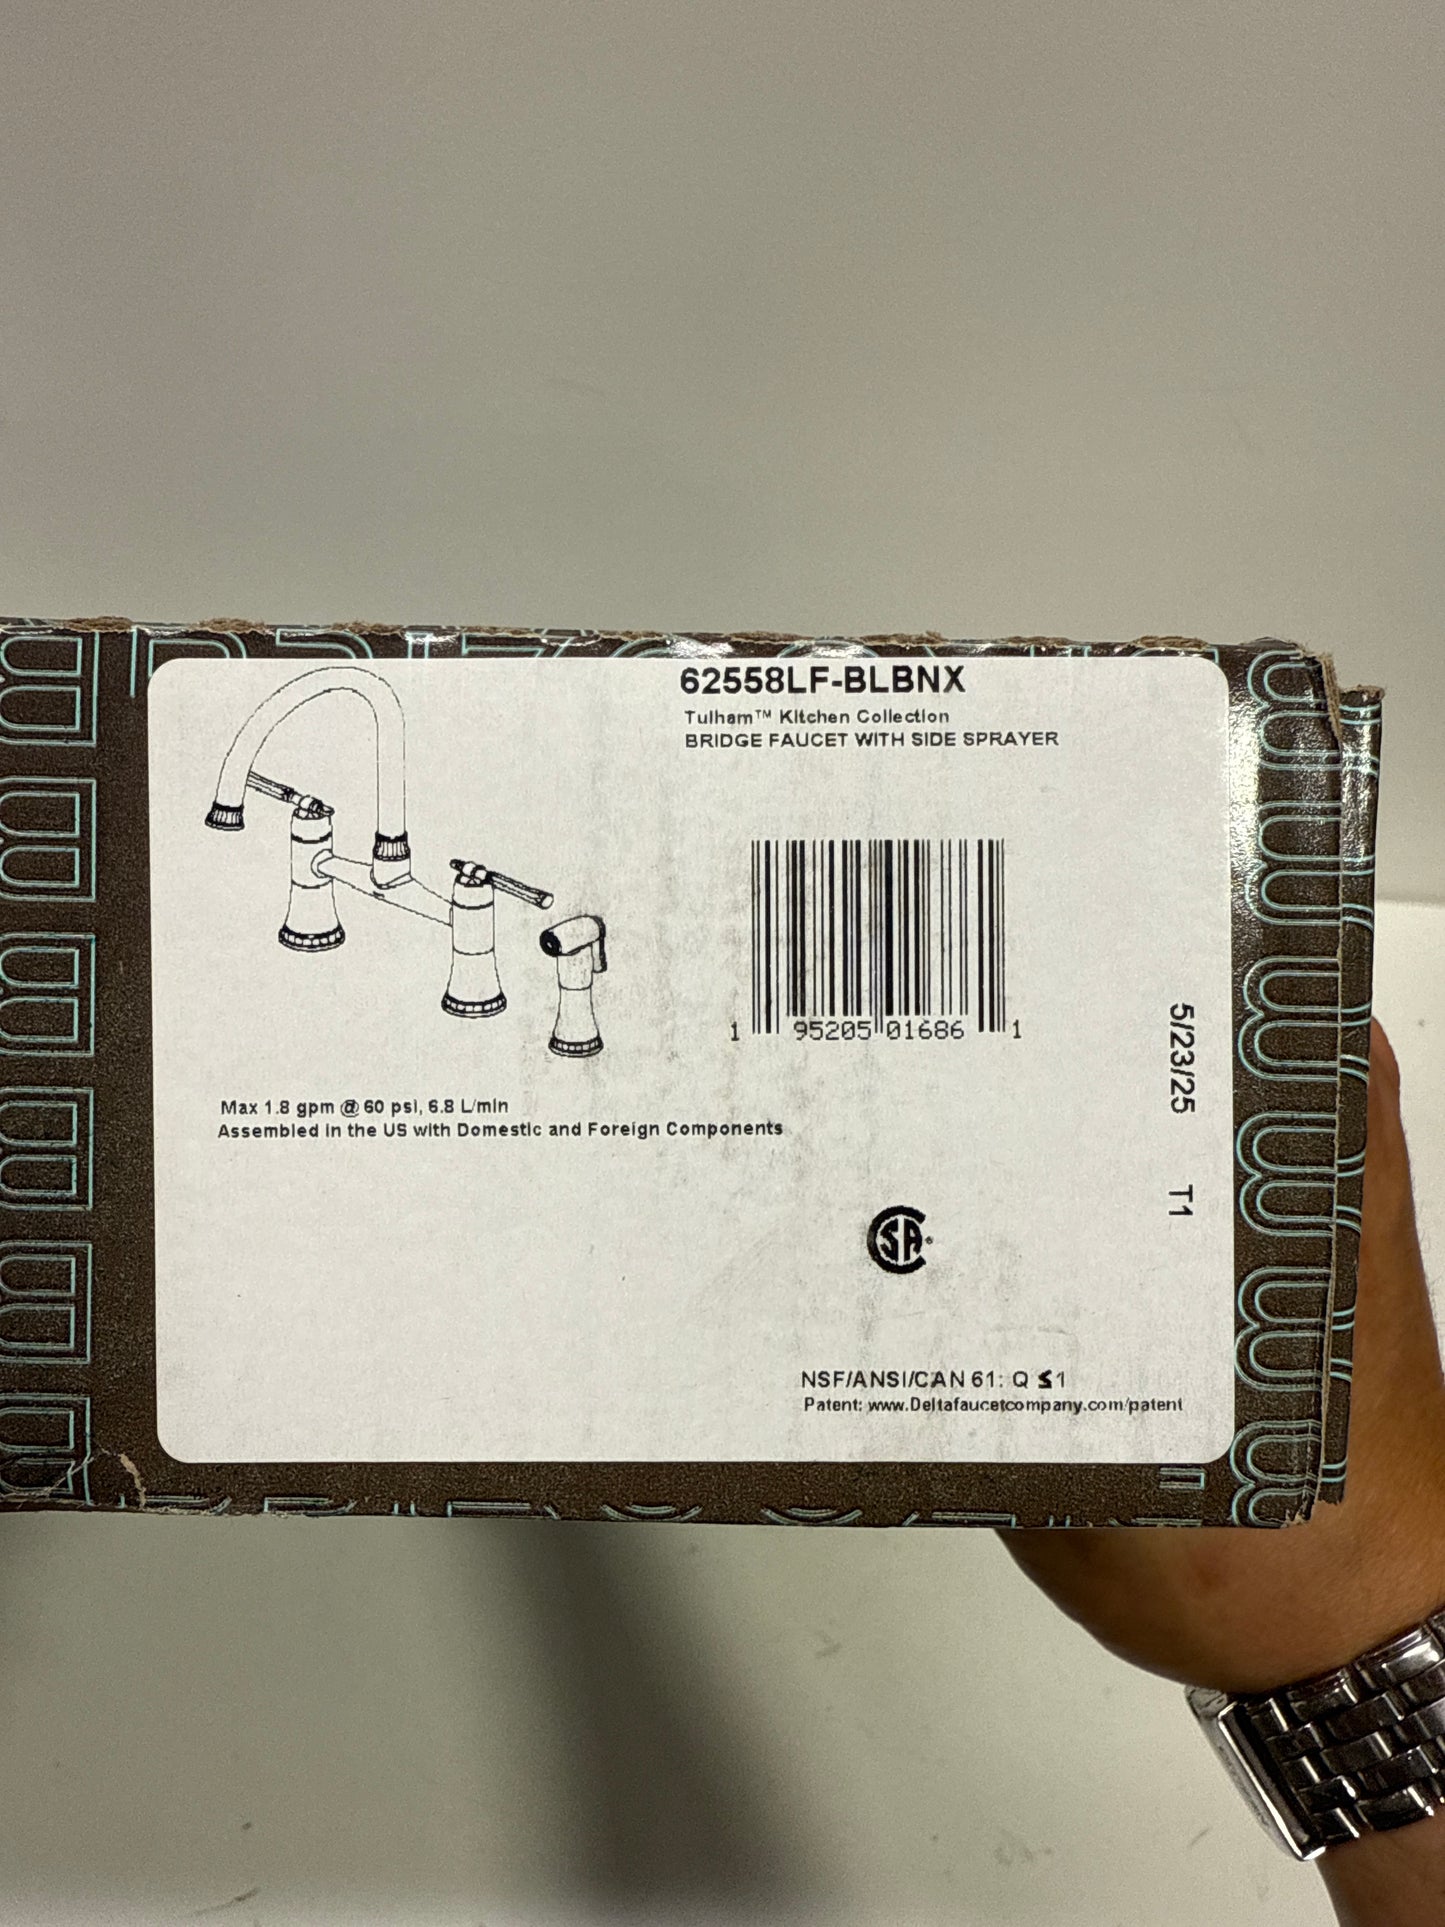 62558LF-BLBNX
Tulham™ Kitchen Collection
BRIDGE FAUCET WITH SIDE SPRAYER
1 95205 01686 1
5/23/25 T1
Max 1.8 gpm @ 60 psi, 6.8 L/min
Assembled in the US with Domestic and Foreign Components
SA®
NSF/ANSI/CAN 61: Q ≤1
Patent: www.Deltafaucetcompany.com/patent